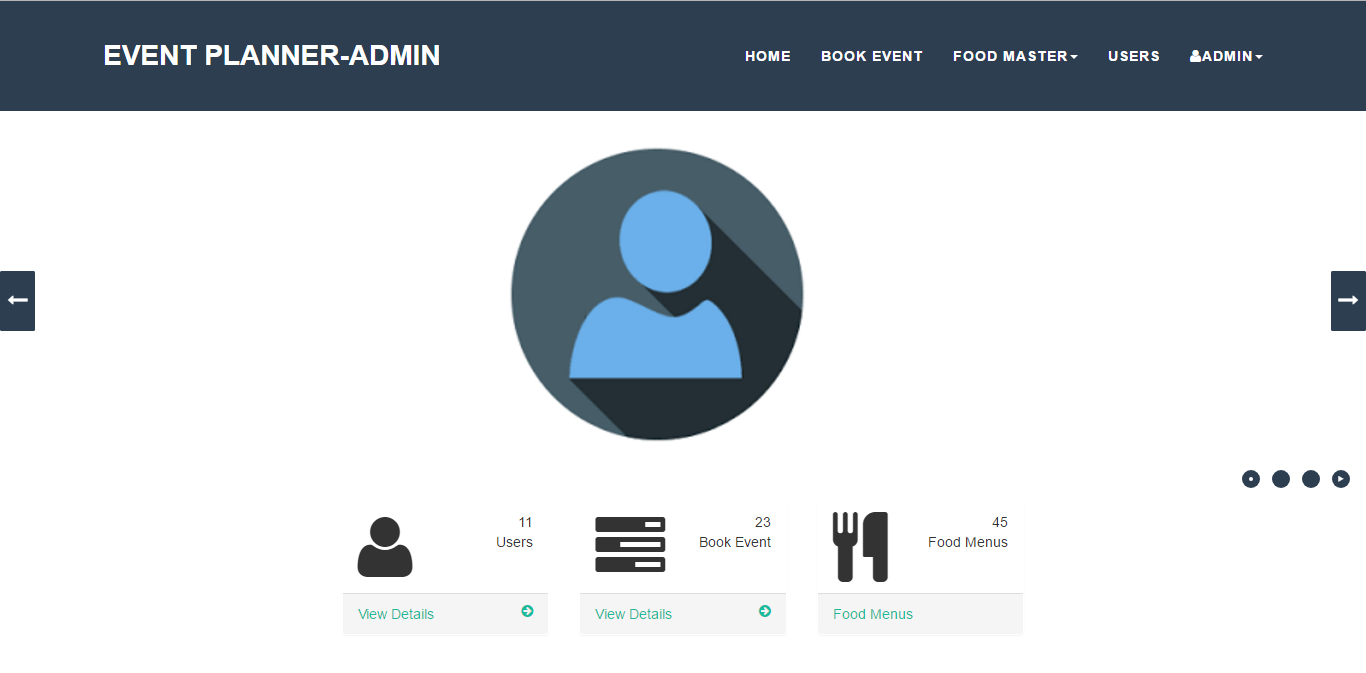 EVENT PLANNER-ADMIN
HOME BOOK EVENT FOOD MASTER USERS ADMIN
11
Users
View Details
23
Book Event
View Details
45
Food Menus
Food Menus